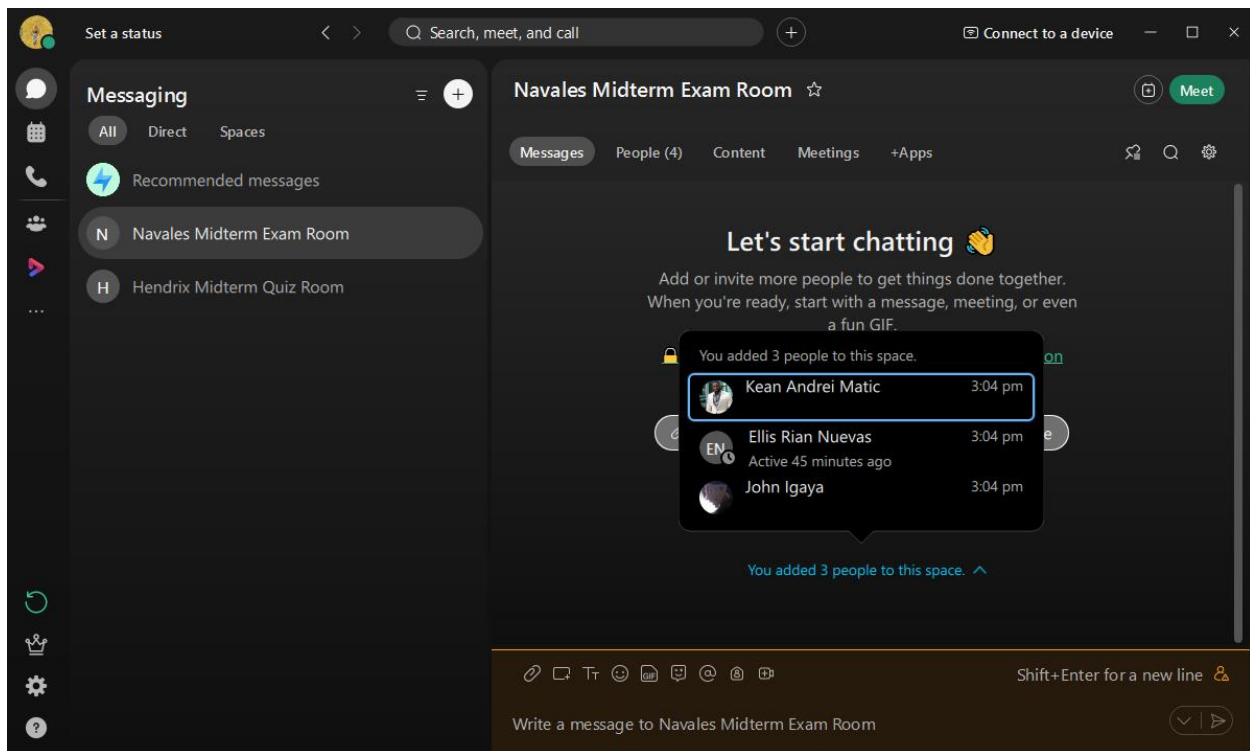 Set a status
Search, meet, and call
Connect to a device
Messaging
All Direct Spaces
Recommended messages
N Navales Midterm Exam Room
H Hendrix Midterm Quiz Room
Navales Midterm Exam Room
Meet
Messages People (4) Content Meetings +Apps
Let's start chatting
Add or invite more people to get things done together.
When you're ready, start with a message, meeting, or even
a fun GIF.
on
You added 3 people to this space.
Kean Andrei Matic 3:04 pm
EN Ellis Rian Nuevas 3:04 pm
Active 45 minutes ago
John Igaya 3:04 pm
e
You added 3 people to this space.
GIF
Shift+Enter for a new line
Write a message to Navales Midterm Exam Room